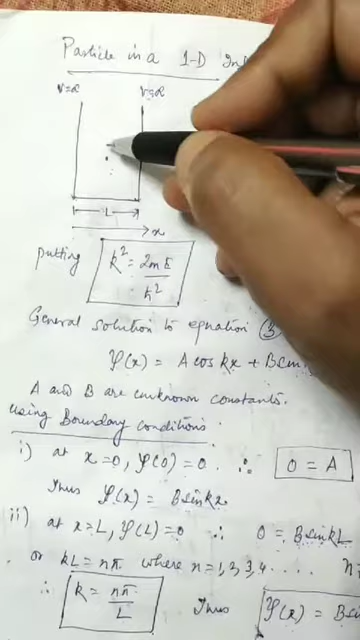 Particle in a 1-D
V=∝ V=∝
L
x
putting k² = 2mE/ħ²
General solution to equation ③
φ(x) = A cos kx + B sin
A and B are unknown constants.
using Boundary conditions
i) at x=0, φ(0)=0 ∴ 0 = A
Thus φ(x) = B sin kx
ii) at x=L, φ(L)=0 ∴ 0 = B sin kL
or kL = nπ where n=1,2,3,4.....
∴ k = nπ/L Thus φ(x) = B